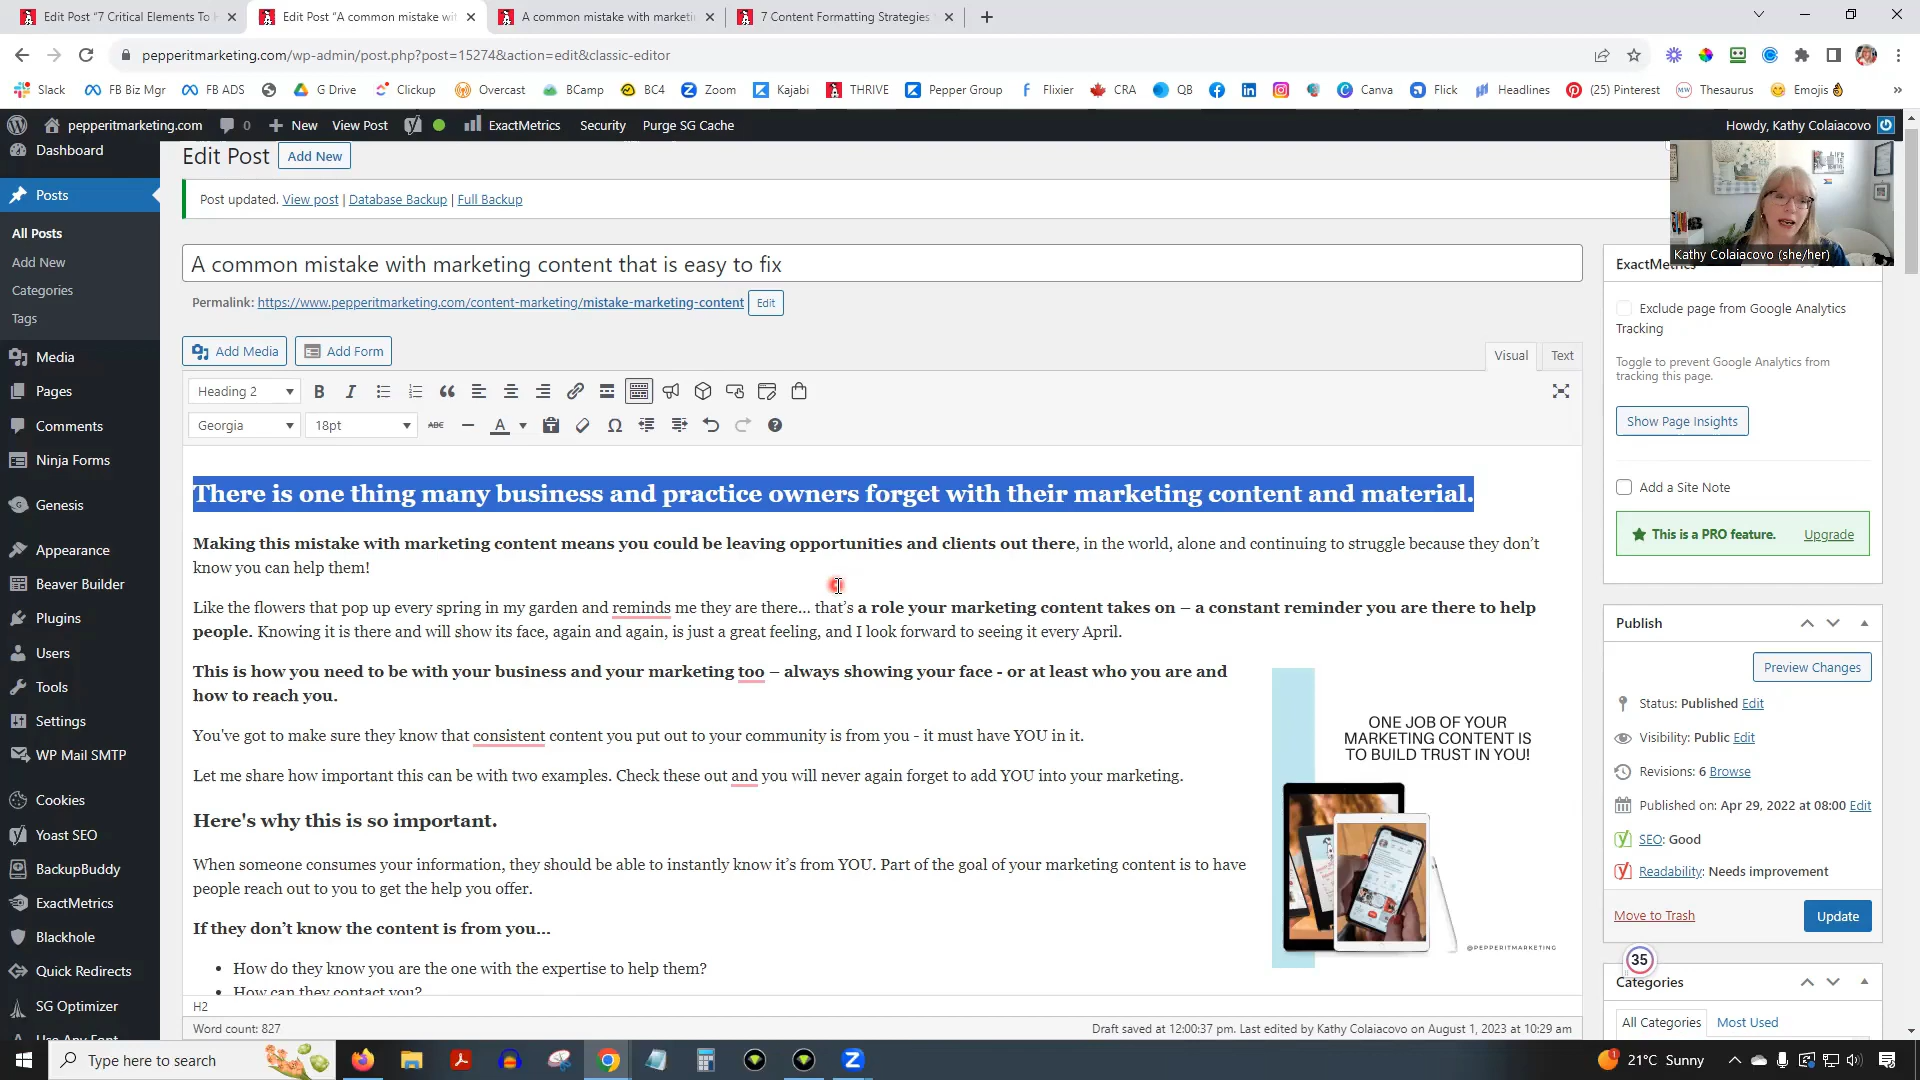 Edit Post "7 Critical Elements To H
Edit Post "A common mistake wit
A common mistake with marketi
7 Content Formatting Strategies
pepperitmarketing.com/wp-admin/post.php?post=15274&action=edit&classic-editor
Slack
FB Biz Mgr
FB ADS
G Drive
Clickup
Overcast
BCamp
BC4
Zoom
Kajabi
THRIVE
Pepper Group
Flixier
CRA
QB
Canva
Flick
Headlines
(25) Pinterest
Thesaurus
Emojis
pepperitmarketing.com
0
New
View Post
ExactMetrics
Security
Purge SG Cache
Howdy, Kathy Colaiacovo
Dashboard
Posts
All Posts
Add New
Categories
Tags
Media
Pages
Comments
Ninja Forms
Genesis
Appearance
Beaver Builder
Plugins
Users
Tools
Settings
WP Mail SMTP
Cookies
Yoast SEO
BackupBuddy
ExactMetrics
Blackhole
Quick Redirects
SG Optimizer
Use Any Font
Edit Post
Add New
Post updated. View post | Database Backup | Full Backup
A common mistake with marketing content that is easy to fix
Permalink: https://www.pepperitmarketing.com/content-marketing/mistake-marketing-content Edit
Add Media
Add Form
Visual
Text
Heading 2
Georgia
18pt
ABC
There is one thing many business and practice owners forget with their marketing content and material.
Making this mistake with marketing content means you could be leaving opportunities and clients out there, in the world, alone and continuing to struggle because they don’t
know you can help them!
Like the flowers that pop up every spring in my garden and reminds me they are there... that’s a role your marketing content takes on – a constant reminder you are there to help
people. Knowing it is there and will show its face, again and again, is just a great feeling, and I look forward to seeing it every April.
This is how you need to be with your business and your marketing too – always showing your face - or at least who you are and
how to reach you.
You've got to make sure they know that consistent content you put out to your community is from you - it must have YOU in it.
Let me share how important this can be with two examples. Check these out and you will never again forget to add YOU into your marketing.
Here's why this is so important.
When someone consumes your information, they should be able to instantly know it’s from YOU. Part of the goal of your marketing content is to have
people reach out to you to get the help you offer.
If they don’t know the content is from you...
• How do they know you are the one with the expertise to help them?
• How can they contact you?
ONE JOB OF YOUR
MARKETING CONTENT IS
TO BUILD TRUST IN YOU!
@PEPPERITMARKETING
H2
Word count: 827
Draft saved at 12:00:37 pm. Last edited by Kathy Colaiacovo on August 1, 2023 at 10:29 am
Kathy Colaiacovo (she/her)
ExactMetrics
Exclude page from Google Analytics
Tracking
Toggle to prevent Google Analytics from
tracking this page.
Show Page Insights
Add a Site Note
This is a PRO feature. Upgrade
Publish
Preview Changes
Status: Published Edit
Visibility: Public Edit
Revisions: 6 Browse
Published on: Apr 29, 2022 at 08:00 Edit
SEO: Good
Readability: Needs improvement
Move to Trash
Update
35
Categories
All Categories
Most Used
Type here to search
21°C Sunny